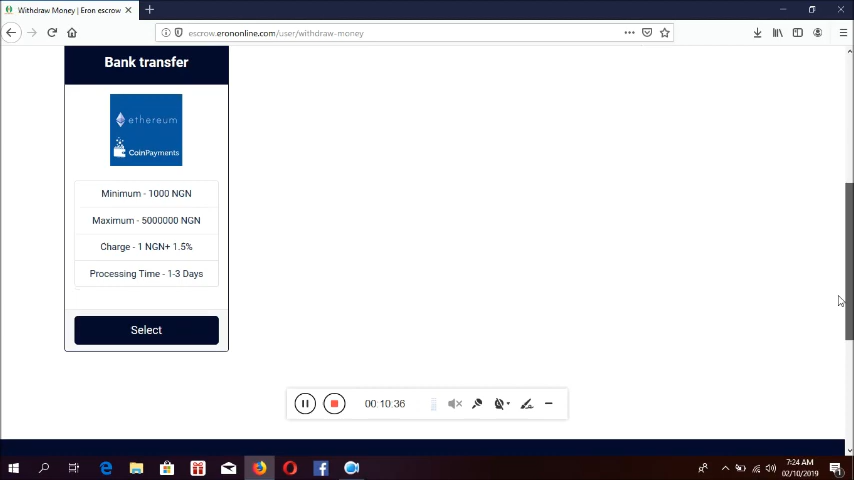 Withdraw Money | Eron escrow
escrow.erononline.com/user/withdraw-money
Bank transfer
ethereum
CoinPayments
Minimum - 1000 NGN
Maximum - 5000000 NGN
Charge - 1 NGN+ 1.5%
Processing Time - 1-3 Days
Select
00:10:36
7:24 AM
02/10/2019
1